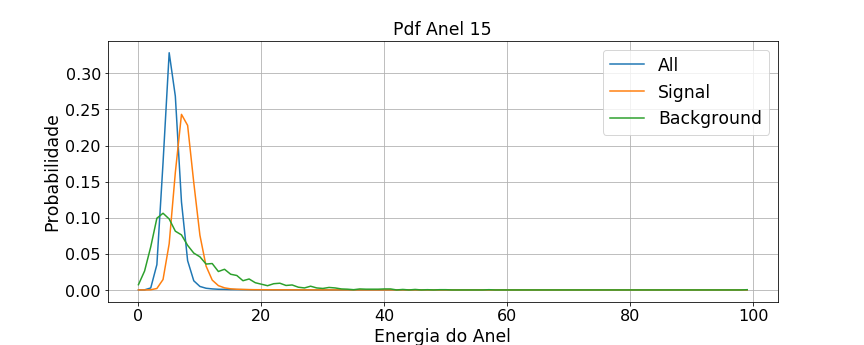 Pdf Anel 15
All
Signal
Background
Probabilidade
0.30
0.25
0.20
0.15
0.10
0.05
0.00
0 20 40 60 80 100
Energia do Anel